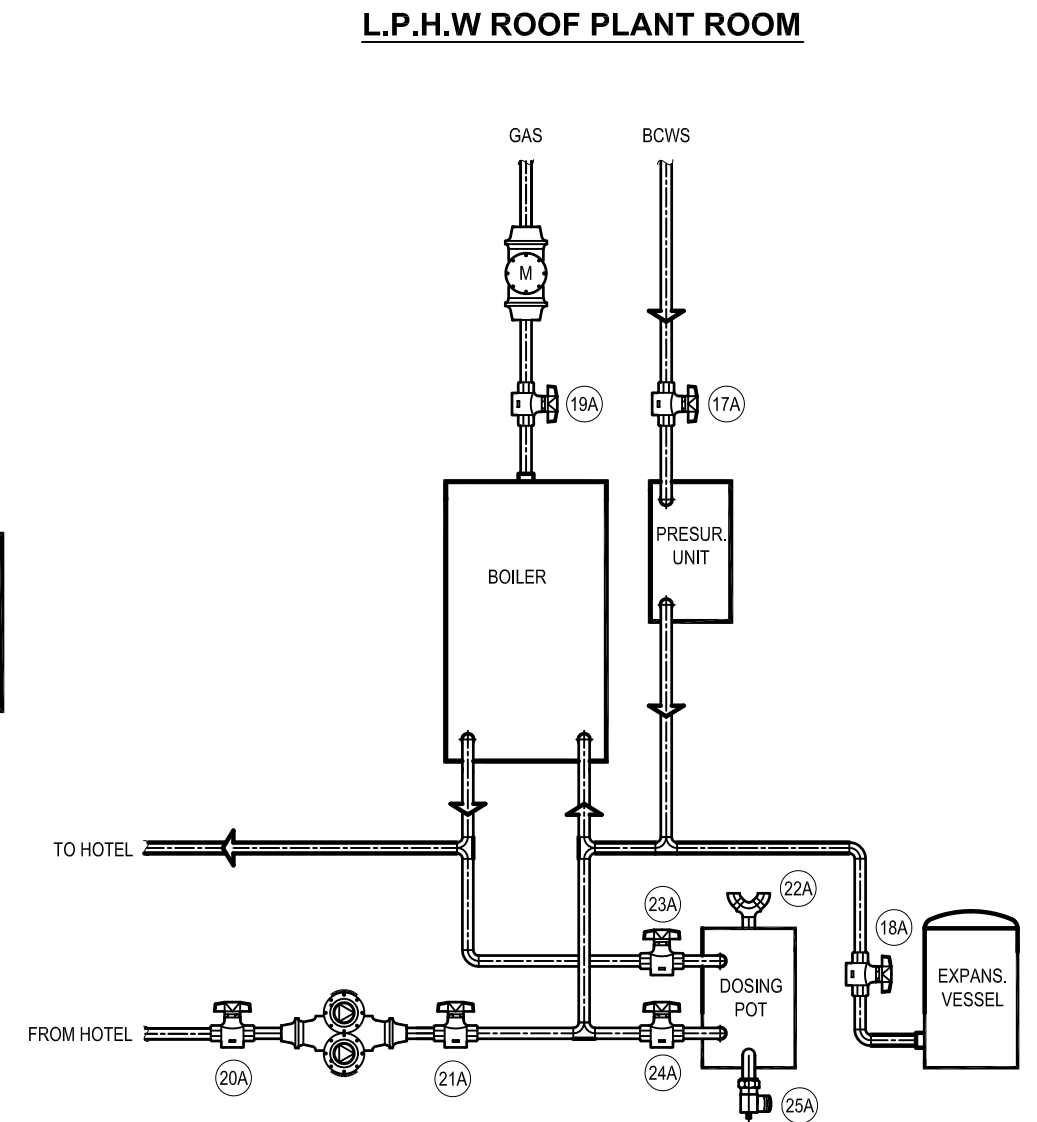 L.P.H.W ROOF PLANT ROOM
GAS
BCWS
M
19A
17A
PRESUR.
UNIT
BOILER
TO HOTEL
22A
23A
18A
EXPANS.
VESSEL
DOSING
POT
FROM HOTEL
20A
21A
24A
25A